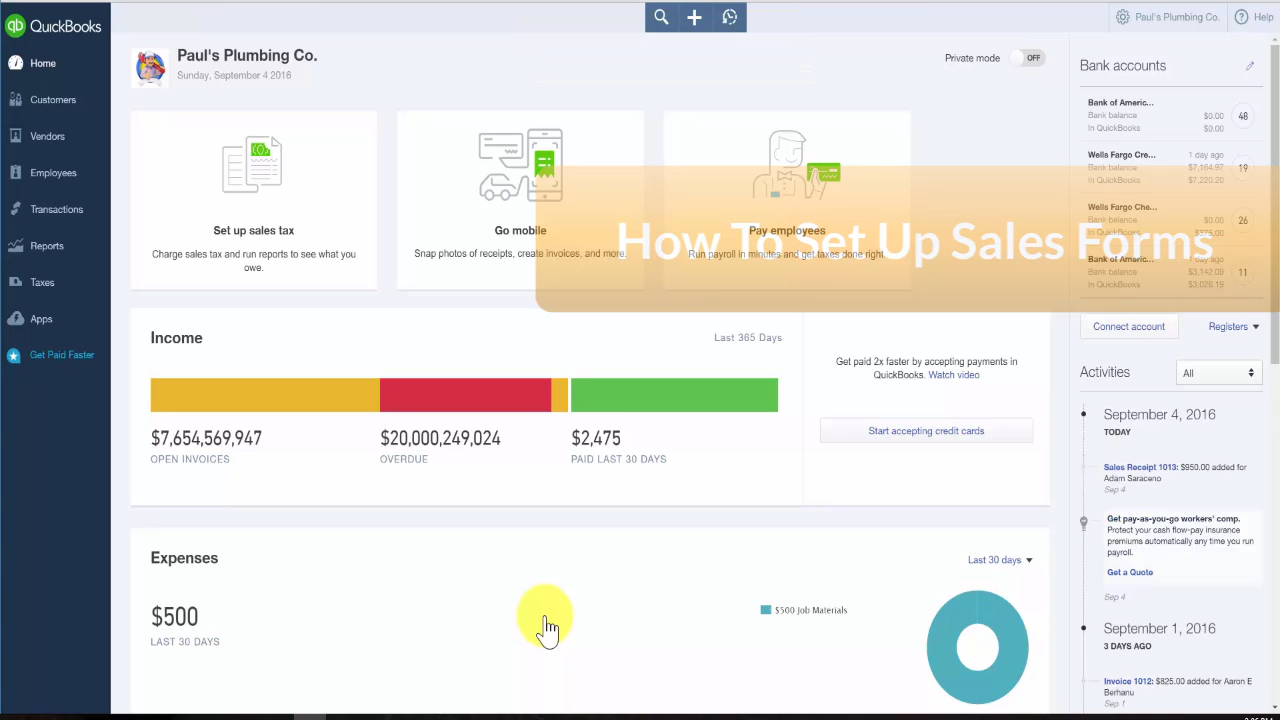 qb QuickBooks
Paul's Plumbing Co.
Help
Home
Customers
Vendors
Employees
Transactions
Reports
Taxes
Apps
Get Paid Faster
Paul's Plumbing Co.
Sunday, September 4 2016
Private mode OFF
Set up sales tax
Charge sales tax and run reports to see what you
owe.
Go mobile
Snap photos of receipts, create invoices, and more.
Pay employees
Run payroll in minutes and get taxes done right.
How To Set Up Sales Forms
Income
Last 365 Days
$7,654,569,947
OPEN INVOICES
$20,000,249,024
OVERDUE
$2,475
PAID LAST 30 DAYS
Get paid 2x faster by accepting payments in
QuickBooks. Watch video
Start accepting credit cards
Expenses
Last 30 days
$500
LAST 30 DAYS
$500 Job Materials
Bank accounts
Bank of Americ...
Bank balance $0.00
In QuickBooks $0.00
48
Wells Fargo Cre... 1 day ago
Bank balance $7,164.97
In QuickBooks $7,220.20
19
Wells Fargo Che...
Bank balance $0.00
In QuickBooks $375.00
26
Bank of Americ... 1 day ago
Bank balance $3,142.09
In QuickBooks $3,026.19
11
Connect account
Registers
Activities
All
September 4, 2016
TODAY
Sales Receipt 1013: $950.00 added for
Adam Saraceno
Sep 4
Get pay-as-you-go workers' comp.
Protect your cash flow-pay insurance
premiums automatically any time you run
payroll.
Get a Quote
Sep 4
September 1, 2016
3 DAYS AGO
Invoice 1012: $825.00 added for Aaron E
Berhanu
Sep 1